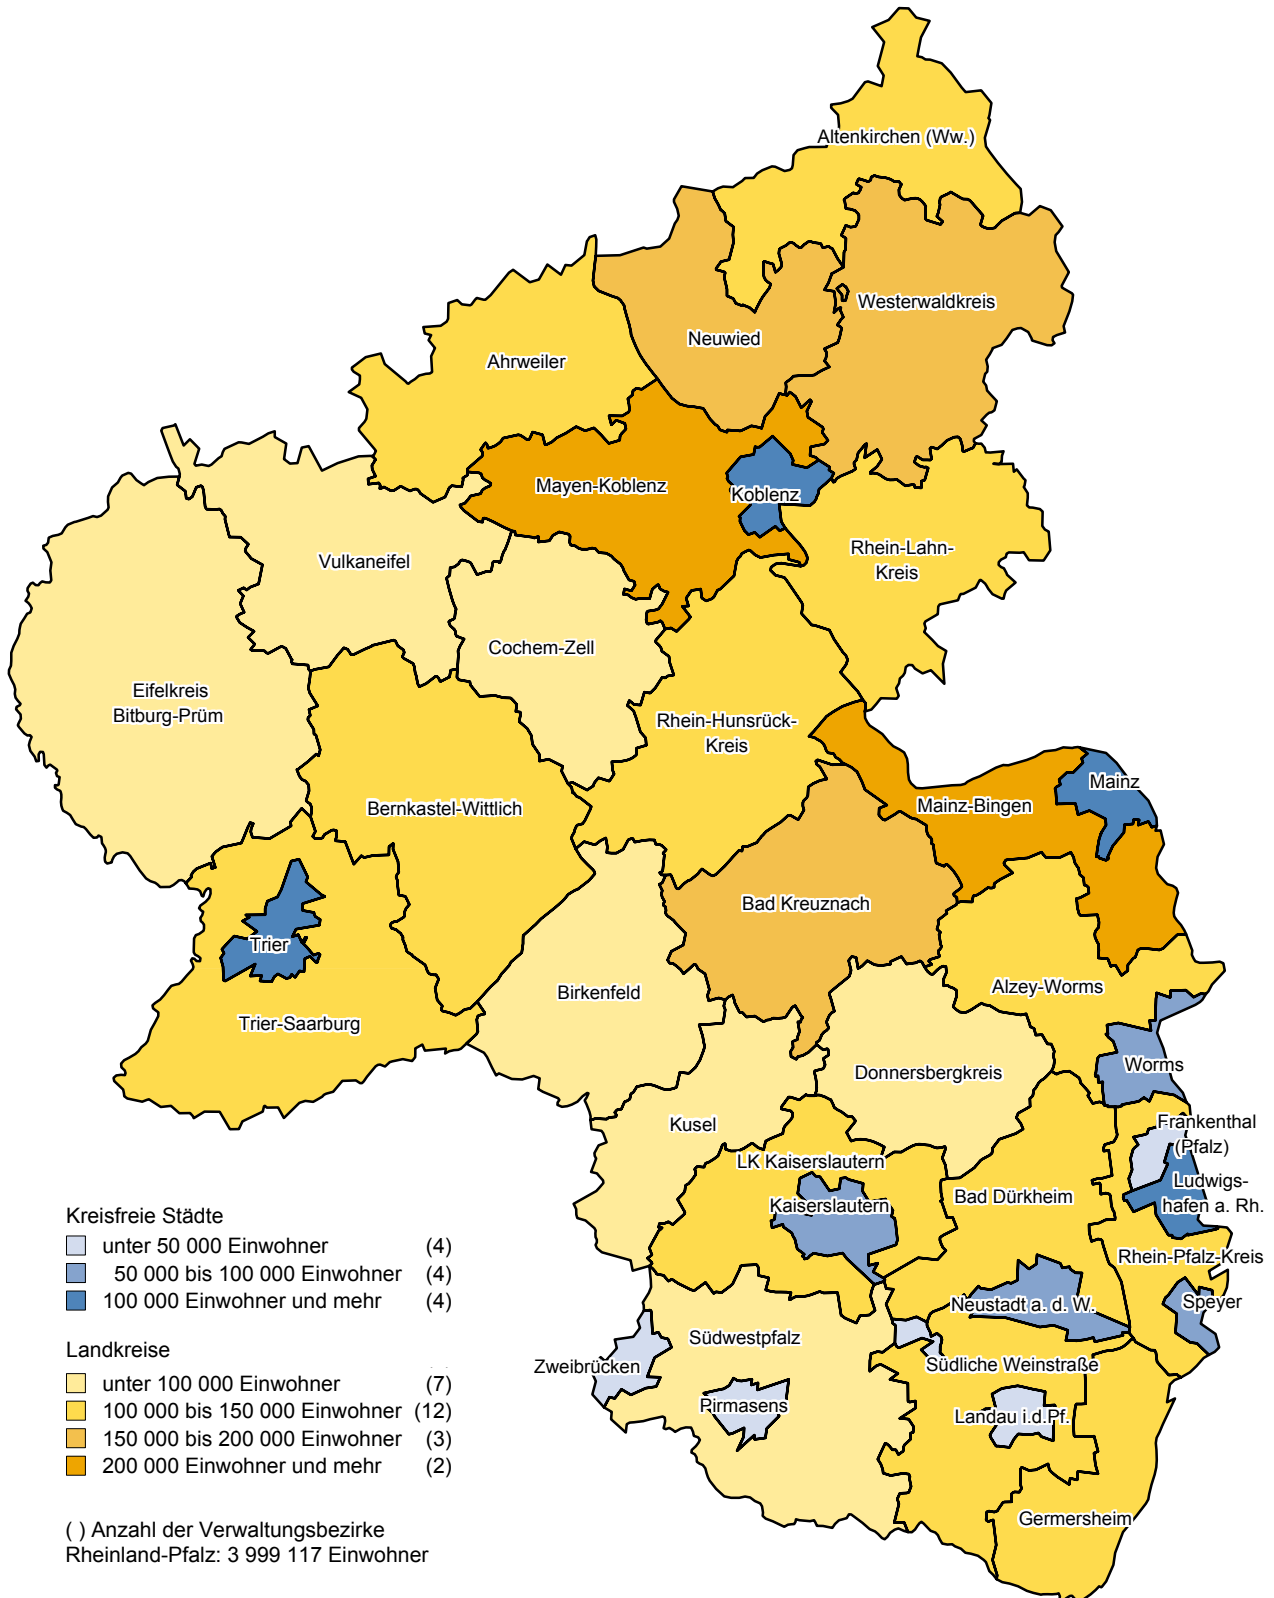 Altenkirchen (Ww.)
Westerwaldkreis
Neuwied
Ahrweiler
Mayen-Koblenz
Koblenz
Rhein-Lahn-
Kreis
Vulkaneifel
Cochem-Zell
Eifelkreis
Bitburg-Prüm
Rhein-Hunsrück-
Kreis
Mainz
Mainz-Bingen
Bernkastel-Wittlich
Bad Kreuznach
Trier
Alzey-Worms
Birkenfeld
Trier-Saarburg
Worms
Donnersbergkreis
Kusel
Frankenthal
(Pfalz)
LK Kaiserslautern
Ludwigs-
hafen a. Rh.
Bad Dürkheim
Kaiserslautern
Rhein-Pfalz-Kreis
Neustadt a. d. W.
Speyer
Südwestpfalz
Zweibrücken
Südliche Weinstraße
Pirmasens
Landau i.d.Pf.
Germersheim
Kreisfreie Städte
unter 50 000 Einwohner (4)
50 000 bis 100 000 Einwohner (4)
100 000 Einwohner und mehr (4)
Landkreise
unter 100 000 Einwohner (7)
100 000 bis 150 000 Einwohner (12)
150 000 bis 200 000 Einwohner (3)
200 000 Einwohner und mehr (2)
( ) Anzahl der Verwaltungsbezirke
Rheinland-Pfalz: 3 999 117 Einwohner